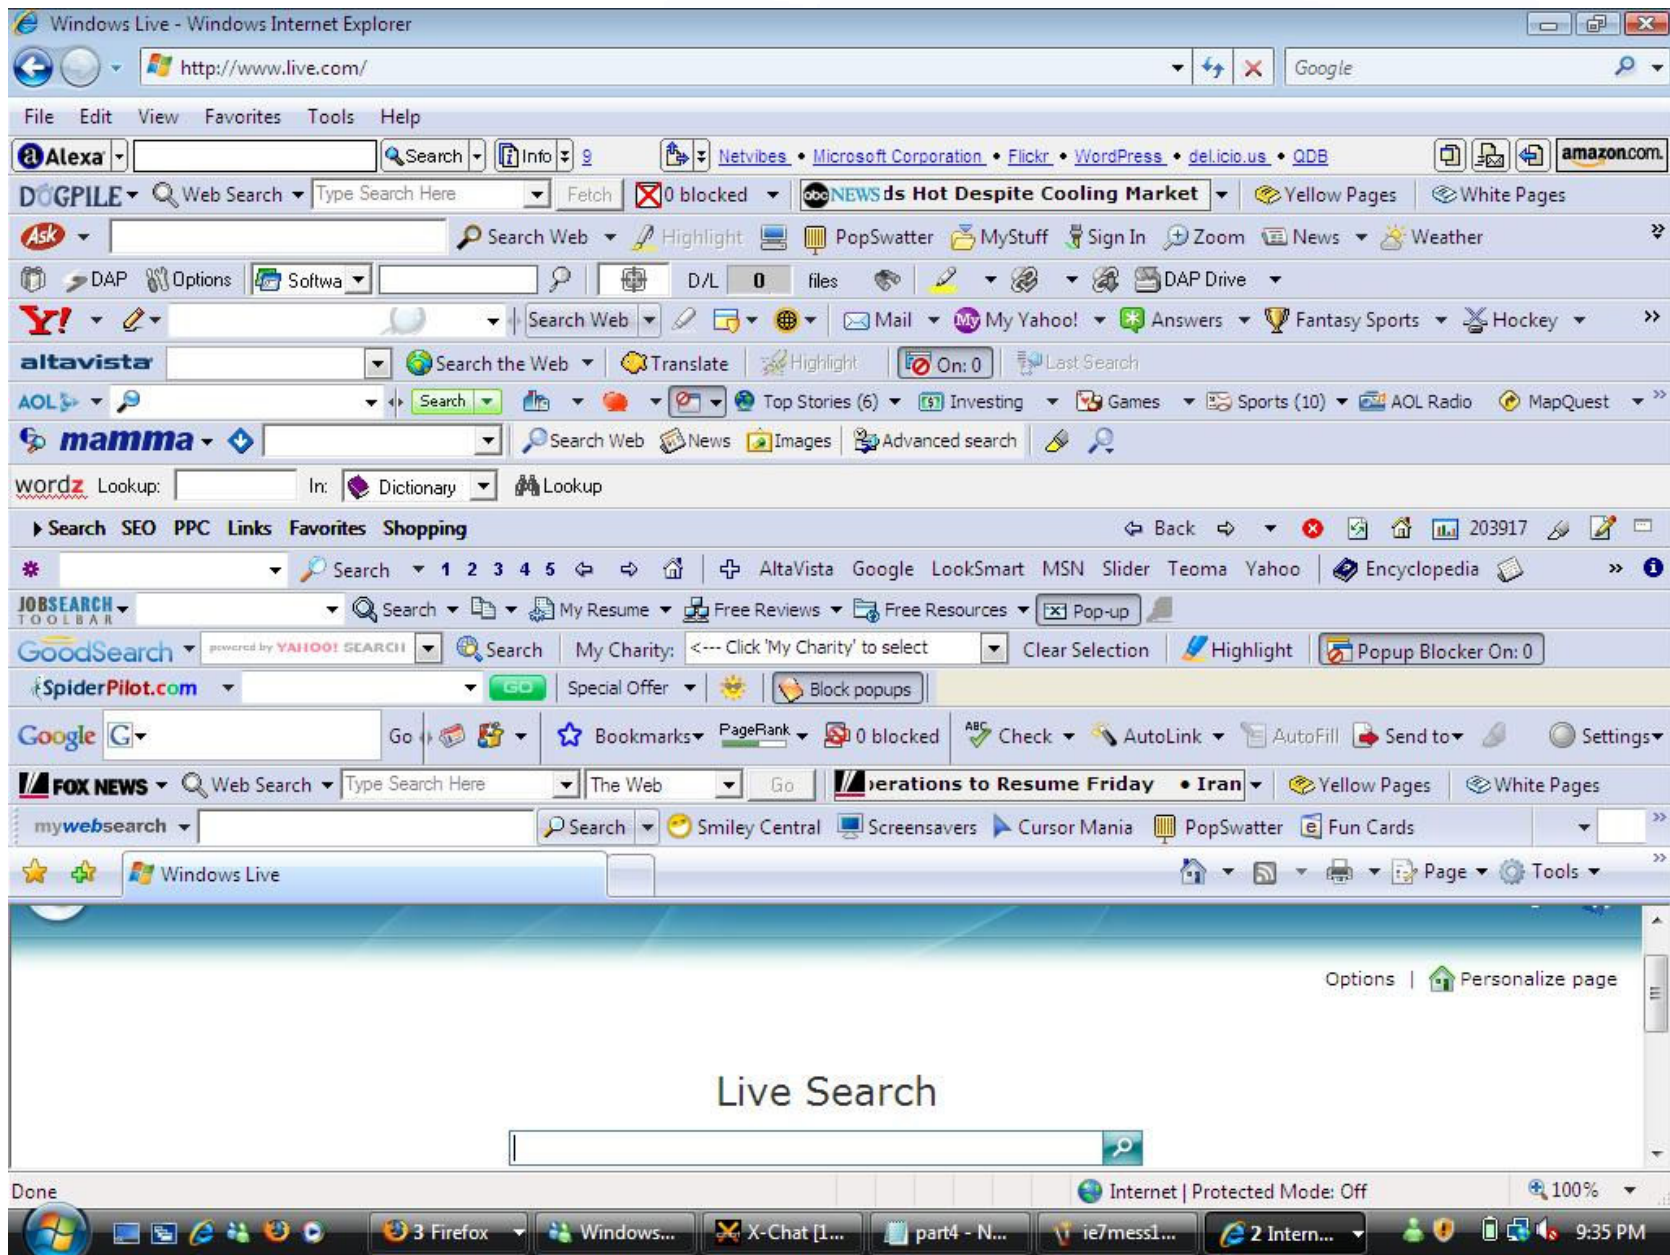 Windows Live - Windows Internet Explorer
http://www.live.com/ Google
File Edit View Favorites Tools Help
Alexa Search Info 9 Netvibes • Microsoft Corporation • Flickr • WordPress • del.icio.us • QDB amazon.com.
DOGPILE Web Search Type Search Here Fetch 0 blocked abc NEWS ds Hot Despite Cooling Market Yellow Pages White Pages
Ask Search Web Highlight PopSwatter MyStuff Sign In Zoom News Weather
DAP Options Softwa D/L 0 files DAP Drive
Y! Search Web Mail My My Yahoo! Answers Fantasy Sports Hockey
altavista Search the Web Translate Highlight On: 0 Last Search
AOL Search Top Stories (6) Investing Games Sports (10) AOL Radio MapQuest
mamma Search Web News Images Advanced search
wordz Lookup: In: Dictionary Lookup
Search SEO PPC Links Favorites Shopping Back 203917
Search 1 2 3 4 5 AltaVista Google LookSmart MSN Slider Teoma Yahoo Encyclopedia
JOBSEARCH TOOLBAR Search My Resume Free Reviews Free Resources Pop-up
GoodSearch powered by YAHOO! SEARCH Search My Charity: <--- Click 'My Charity' to select Clear Selection Highlight Popup Blocker On: 0
SpiderPilot.com GO Special Offer Block popups
Google G Go Bookmarks PageRank 0 blocked ABC Check AutoLink AutoFill Send to Settings
FOX NEWS Web Search Type Search Here The Web Go perations to Resume Friday • Iran Yellow Pages White Pages
mywebsearch Search Smiley Central Screensavers Cursor Mania PopSwatter Fun Cards
Windows Live Page Tools
Options | Personalize page
Live Search
Done Internet | Protected Mode: Off 100%
3 Firefox Windows... X-Chat [1... part4 - N... ie7mess1... 2 Intern... 9:35 PM